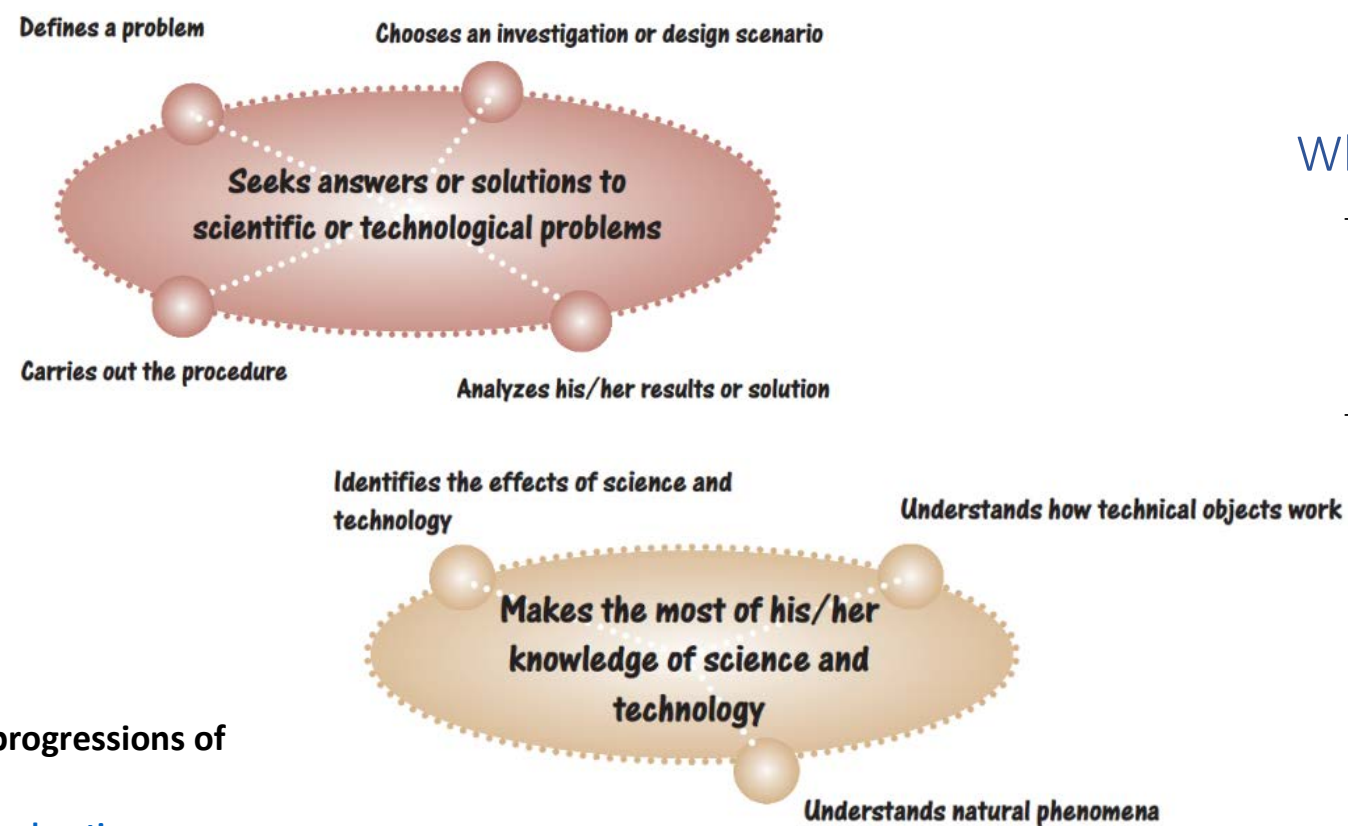 Defines a problem
Chooses an investigation or design scenario
Seeks answers or solutions to
scientific or technological problems
Carries out the procedure
Analyzes his/her results or solution
Identifies the effects of science and
technology
Understands how technical objects work
Makes the most of his/her
knowledge of science and
technology
progressions of
Understands natural phenomena